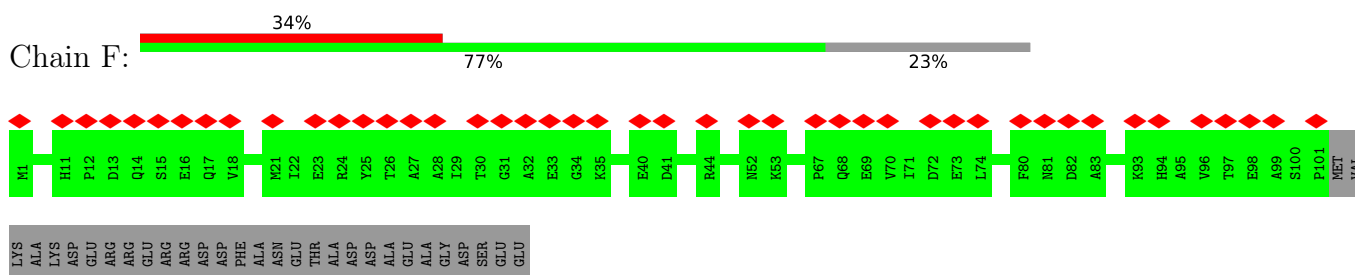 34%
Chain F:
77% 23%
M1 H11 P12 D13 Q14 S15 E16 Q17 V18 M21 I22 E23 R24 Y25 T26 A27 A28 I29 T30 G31 A32 E33 G34 K35 E40 D41 R44 N52 K53 P67 Q68 E69 V70 I71 D72 E73 L74 F80 N81 D82 A83 K93 H94 A95 V96 T97 E98 A99 S100 P101 MET VAL
LYS ALA LYS ASP GLU ARG ARG GLU ARG ARG ASP ASP PHE ALA ASN GLU THR ALA ASP ASP ALA GLU ALA GLY ASP SER GLU GLU